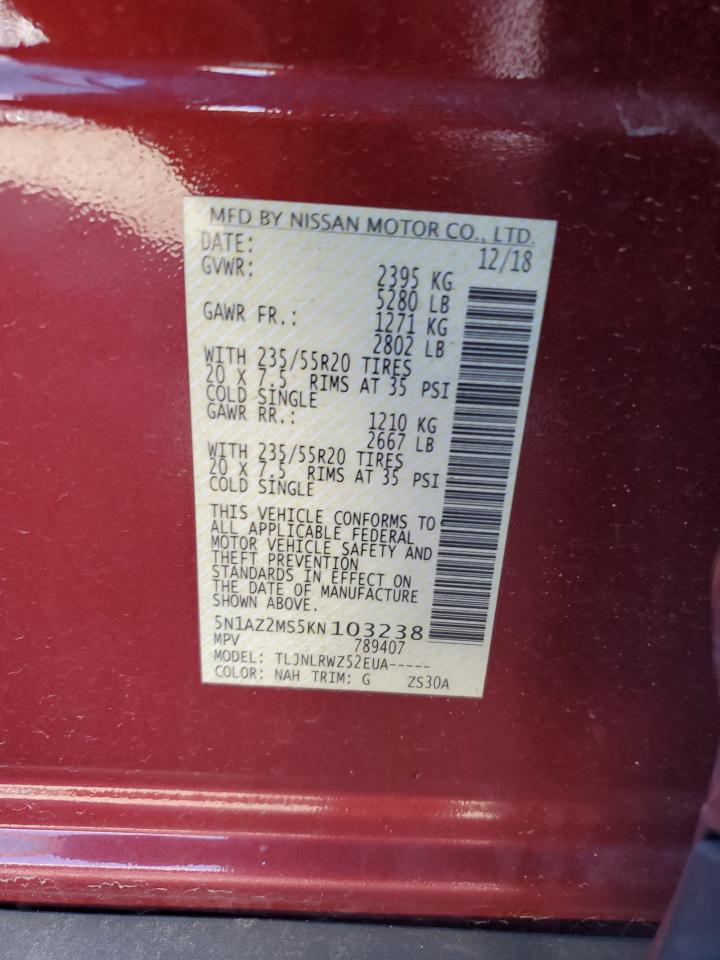 MFD BY NISSAN MOTOR CO., LTD.
DATE: 12/18
GVWR: 2395 KG
5280 LB
GAWR FR.: 1271 KG
2802 LB
WITH 235/55R20 TIRES
20 X 7.5 RIMS AT 35 PSI
COLD SINGLE
GAWR RR.: 1210 KG
2667 LB
WITH 235/55R20 TIRES
20 X 7.5 RIMS AT 35 PSI
COLD SINGLE
THIS VEHICLE CONFORMS TO
ALL APPLICABLE FEDERAL
MOTOR VEHICLE SAFETY AND
THEFT PREVENTION
STANDARDS IN EFFECT ON
THE DATE OF MANUFACTURE
SHOWN ABOVE.
5N1AZ2MS5KN103238
MPV 789407
MODEL: TLJNLRWZ52EUA-----
COLOR: NAH TRIM: G ZS30A